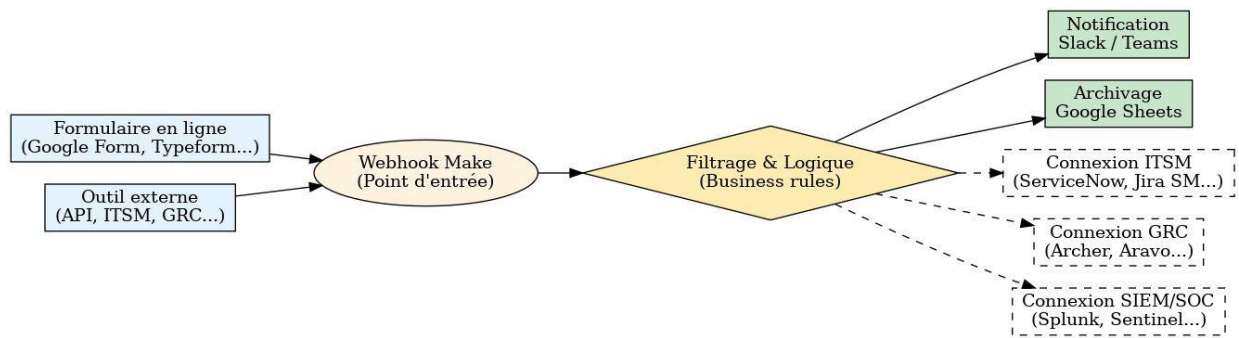 Formulaire en ligne
(Google Form, Typeform...)
Outil externe
(API, ITSM, GRC...)
Webhook Make
(Point d'entrée)
Filtrage & Logique
(Business rules)
Notification
Slack / Teams
Archivage
Google Sheets
Connexion ITSM
(ServiceNow, Jira SM...)
Connexion GRC
(Archer, Aravo...)
Connexion SIEM/SOC
(Splunk, Sentinel...)